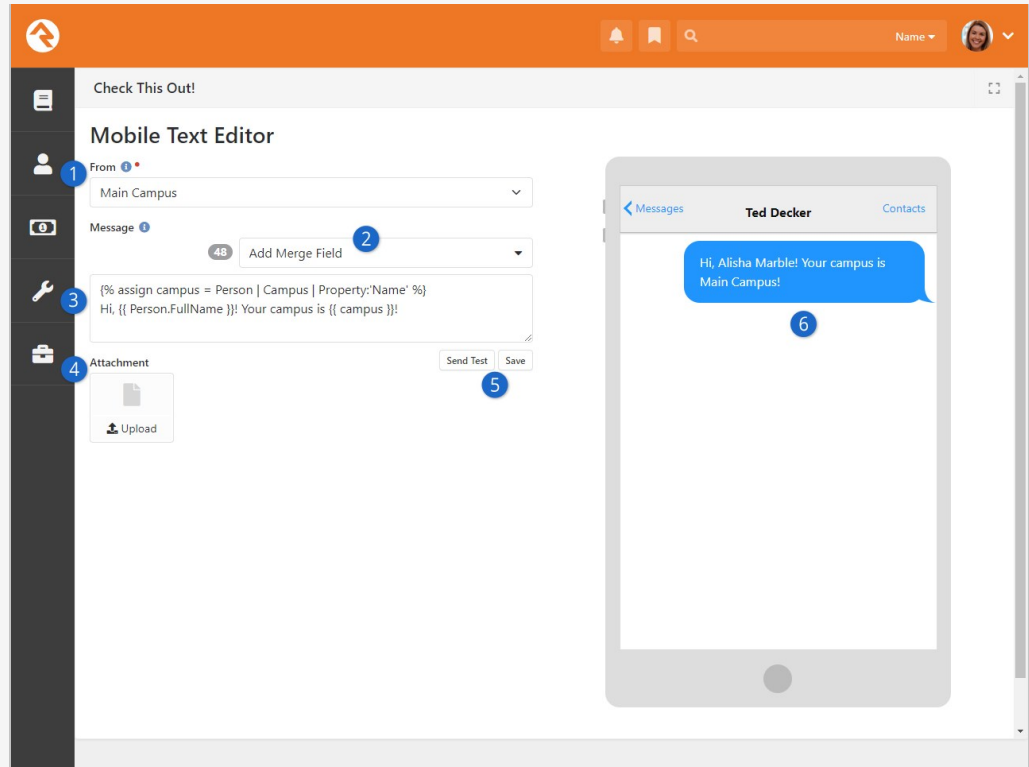 Name
Check This Out!
Mobile Text Editor
1
From
Main Campus
Message
2
48
Add Merge Field
3
{% assign campus = Person | Campus | Property:'Name' %}
Hi, {{ Person.FullName }}! Your campus is {{ campus }}!
4
Attachment
Send Test
Save
5
Upload
Messages
Ted Decker
Contacts
Hi, Alisha Marble! Your campus is
Main Campus!
6